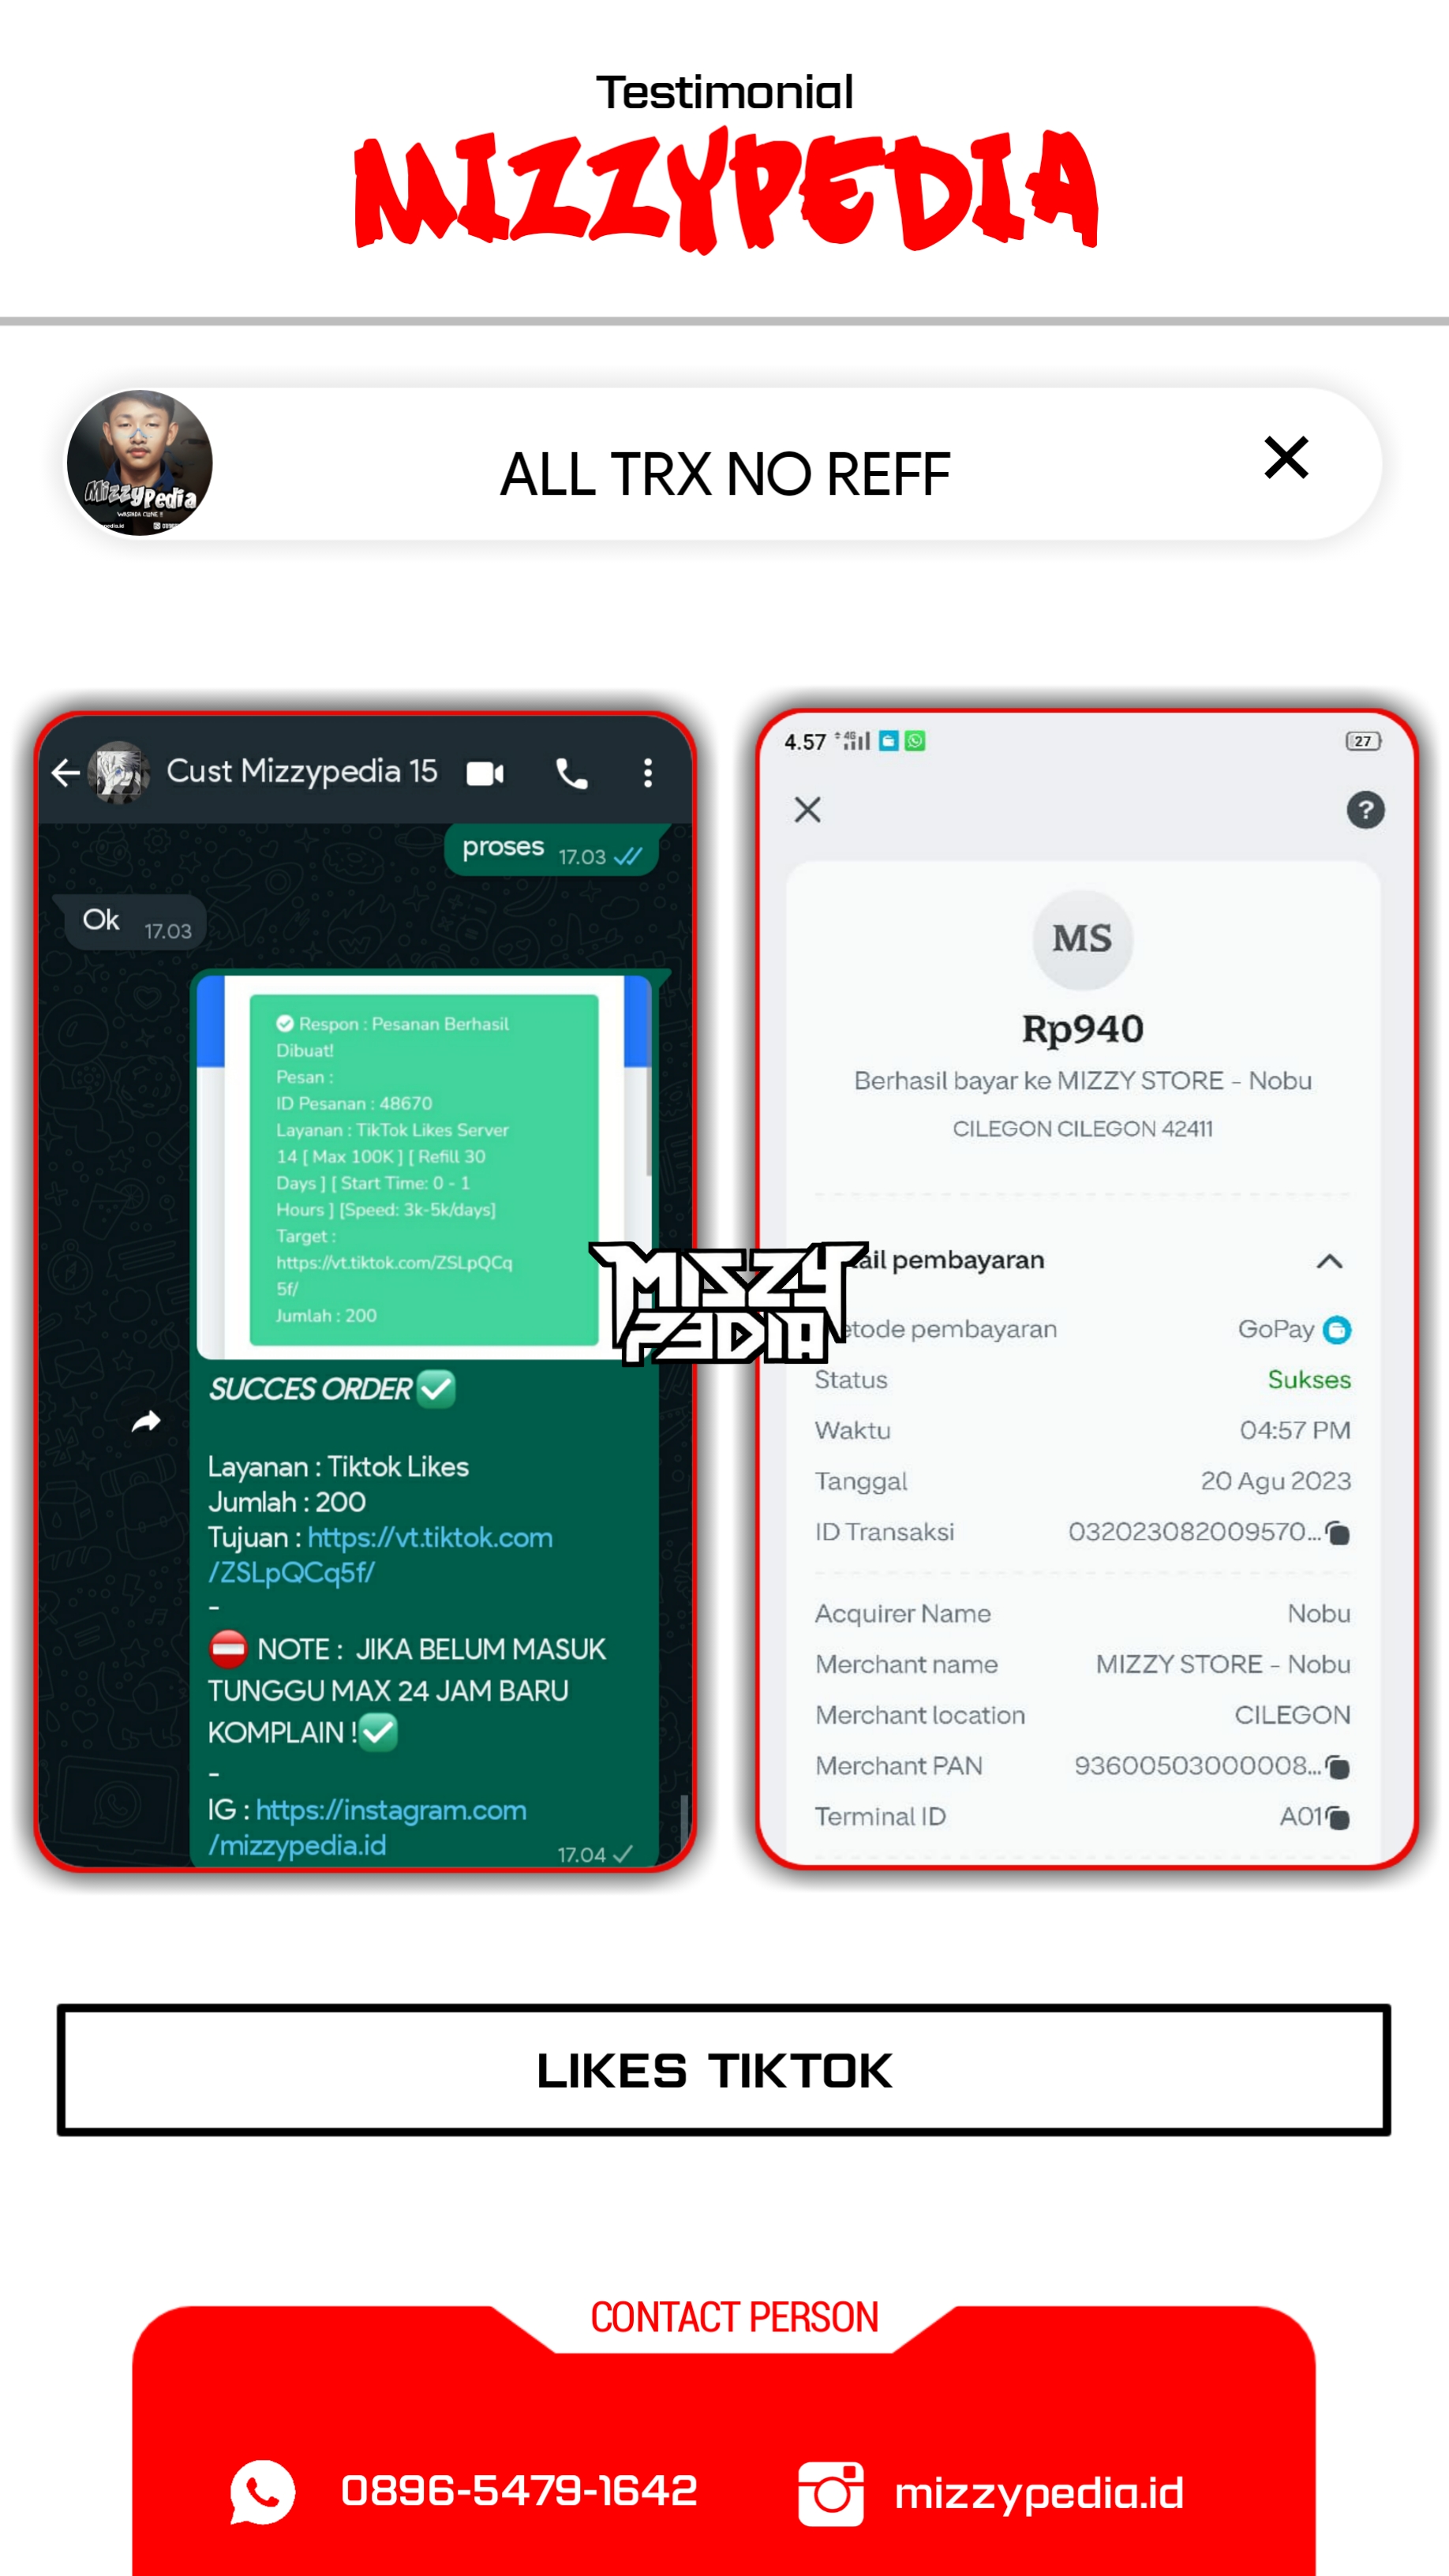 Testimonial
MIZZYPEDIA
ALL TRX NO REFF
MizzyPedia
Cust Mizzypedia 15
proses 17.03
Ok 17.03
Respon : Pesanan Berhasil
Dibuat!
Pesan :
ID Pesanan : 48670
Layanan : TikTok Likes Server
14 [ Max 100K ] [ Refill 30
Days ] [ Start Time: 0 - 1
Hours ] [Speed: 3k-5k/days]
Target :
https://vt.tiktok.com/ZSLpQCq
5f/
Jumlah : 200
SUCCES ORDER✅
Layanan : Tiktok Likes
Jumlah : 200
Tujuan : https://vt.tiktok.com
/ZSLpQCq5f/
-
⛔ NOTE : JIKA BELUM MASUK
TUNGGU MAX 24 JAM BARU
KOMPLAIN !✅
-
IG : https://instagram.com
/mizzypedia.id
17.04
MIZZY
PEDIA
4.57 4G 27
?
MS
Rp940
Berhasil bayar ke MIZZY STORE - Nobu
CILEGON CILEGON 42411
ail pembayaran
etode pembayaran GoPay
Status Sukses
Waktu 04:57 PM
Tanggal 20 Agu 2023
ID Transaksi 032023082009570...
Acquirer Name Nobu
Merchant name MIZZY STORE - Nobu
Merchant location CILEGON
Merchant PAN 93600503000008...
Terminal ID A01
LIKES TIKTOK
CONTACT PERSON
0896-5479-1642
mizzypedia.id